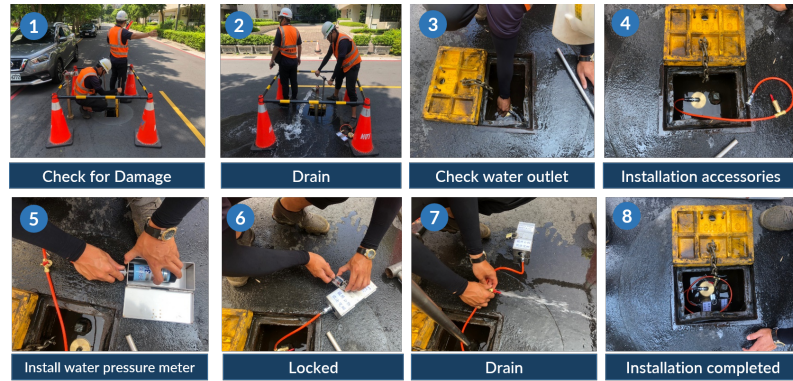 1
Check for Damage
2
Drain
3
Check water outlet
4
Installation accessories
5
Install water pressure meter
6
Locked
7
Drain
8
Installation completed